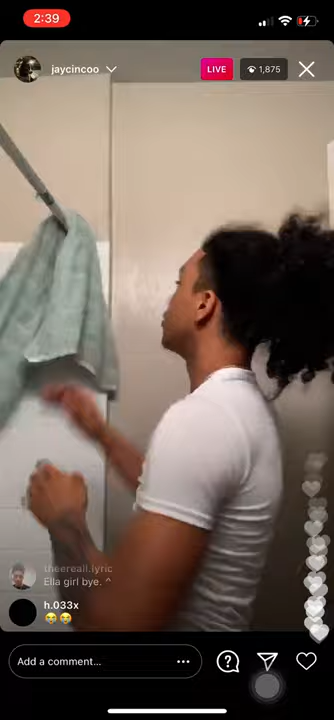 2:39
jaycincoo
LIVE
1,875
theereall.lyric
Ella girl bye. ^
h.033x
😭😭
Add a comment...